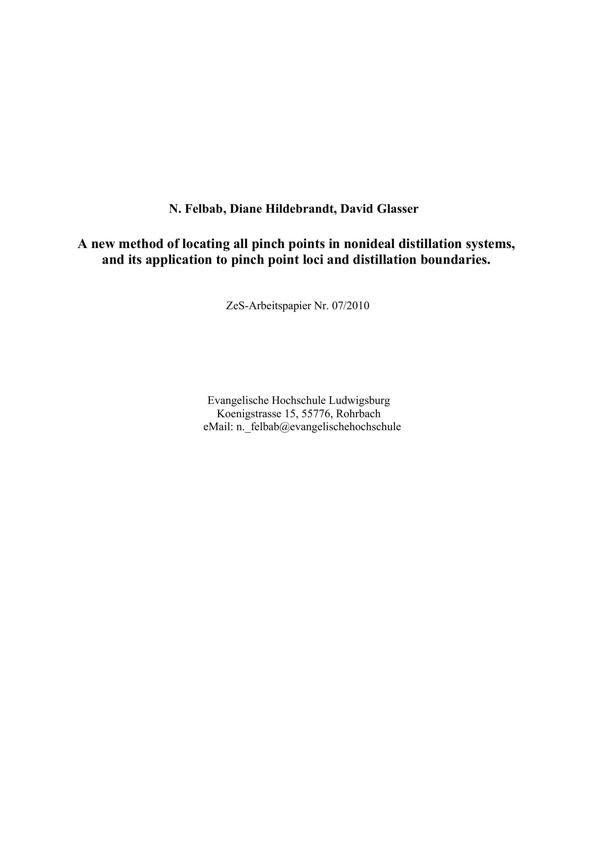 N. Felbab, Diane Hildebrandt, David Glasser
A new method of locating all pinch points in nonideal distillation systems,
and its application to pinch point loci and distillation boundaries.
ZeS-Arbeitspapier Nr. 07/2010
Evangelische Hochschule Ludwigsburg
Koenigstrasse 15, 55776, Rohrbach
eMail: n._felbab@evangelischehochschule